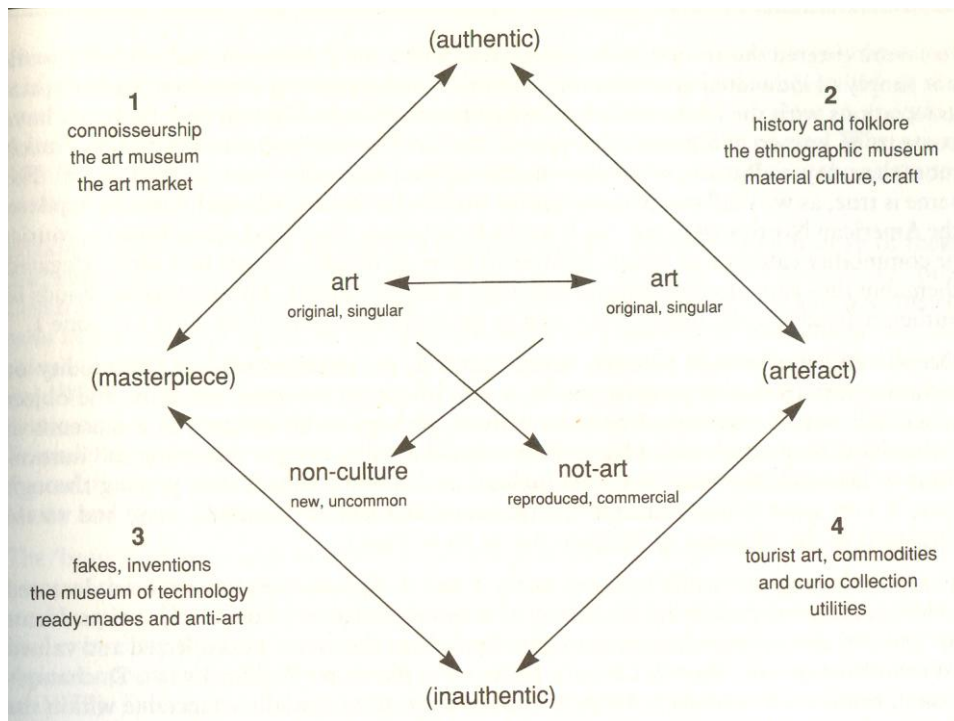 (authentic)
1
connoisseurship
the art museum
the art market
2
history and folklore
the ethnographic museum
material culture, craft
art
original, singular
art
original, singular
(masterpiece)
(artefact)
non-culture
new, uncommon
not-art
reproduced, commercial
3
fakes, inventions
the museum of technology
ready-mades and anti-art
4
tourist art, commodities
and curio collection
utilities
(inauthentic)